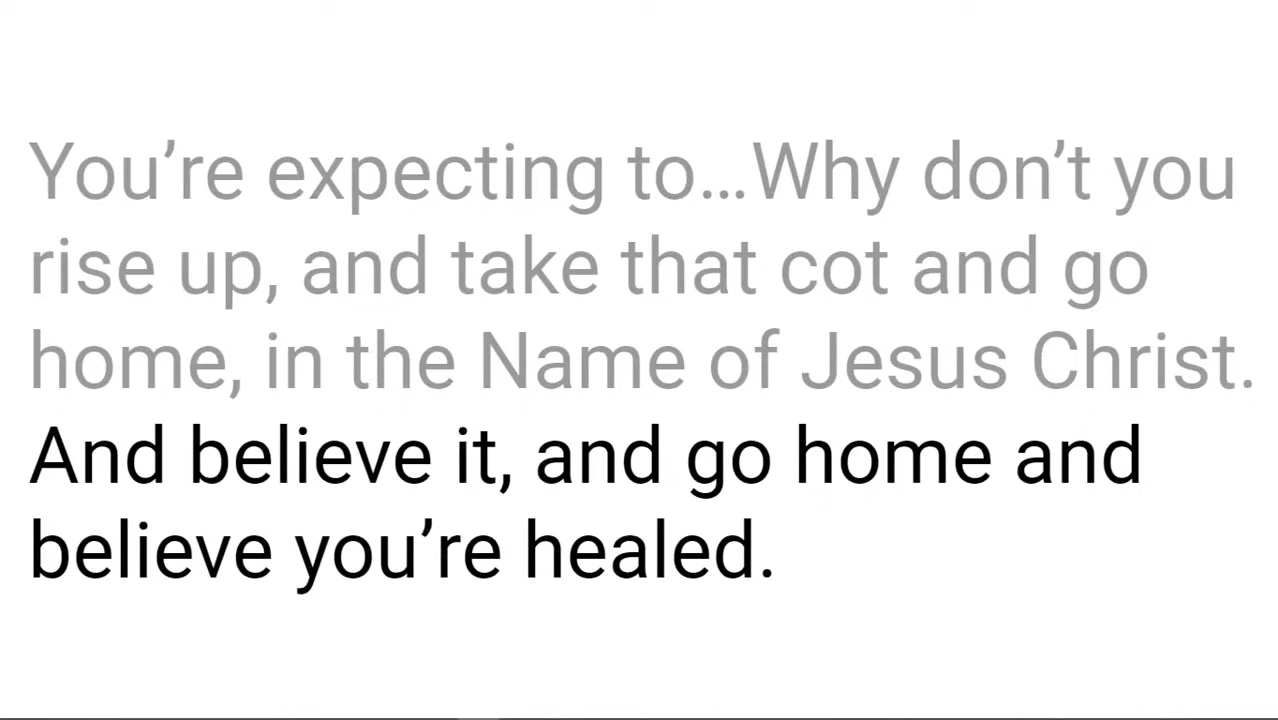 You’re expecting to…Why don’t you
rise up, and take that cot and go
home, in the Name of Jesus Christ.
And believe it, and go home and
believe you’re healed.